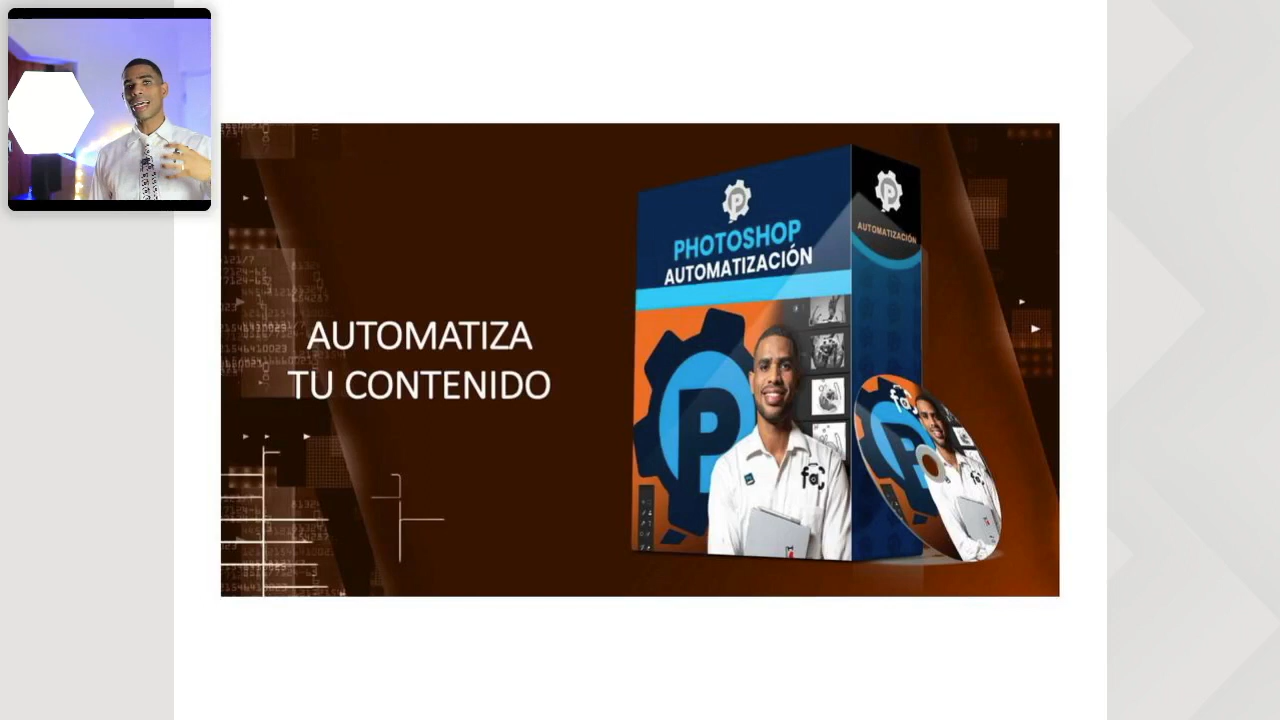 AUTOMATIZA
TU CONTENIDO
P
PHOTOSHOP
AUTOMATIZACIÓN
P
P
AUTOMATIZACIÓN